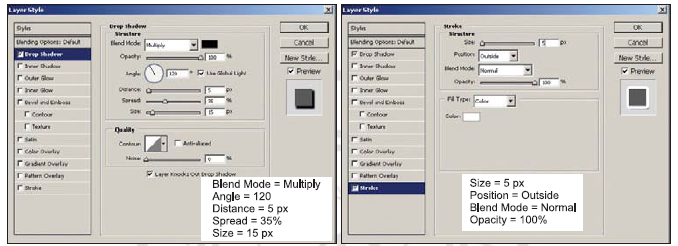 Layer Style
Styles
Blending Options: Default
Drop Shadow
Inner Shadow
Outer Glow
Inner Glow
Bevel and Emboss
Contour
Texture
Satin
Color Overlay
Gradient Overlay
Pattern Overlay
Stroke
Drop Shadow
Structure
Blend Mode: Multiply
Opacity: 100 %
Angle: 120 ° Use Global Light
Distance: 5 px
Spread: %
Size: 15 px
Quality
Contour: Anti-aliased
Noise: 0 %
Layer Knocks Out Drop Shadow
OK
Cancel
New Style...
Preview
Blend Mode = Multiply
Angle = 120
Distance = 5 px
Spread = 35%
Size = 15 px
Layer Style
Styles
Blending Options: Default
Drop Shadow
Inner Shadow
Outer Glow
Inner Glow
Bevel and Emboss
Contour
Texture
Satin
Color Overlay
Gradient Overlay
Pattern Overlay
Stroke
Stroke
Structure
Size: 5 px
Position: Outside
Blend Mode: Normal
Opacity: 100 %
Fill Type: Color
Color:
OK
Cancel
New Style...
Preview
Size = 5 px
Position = Outside
Blend Mode = Normal
Opacity = 100%